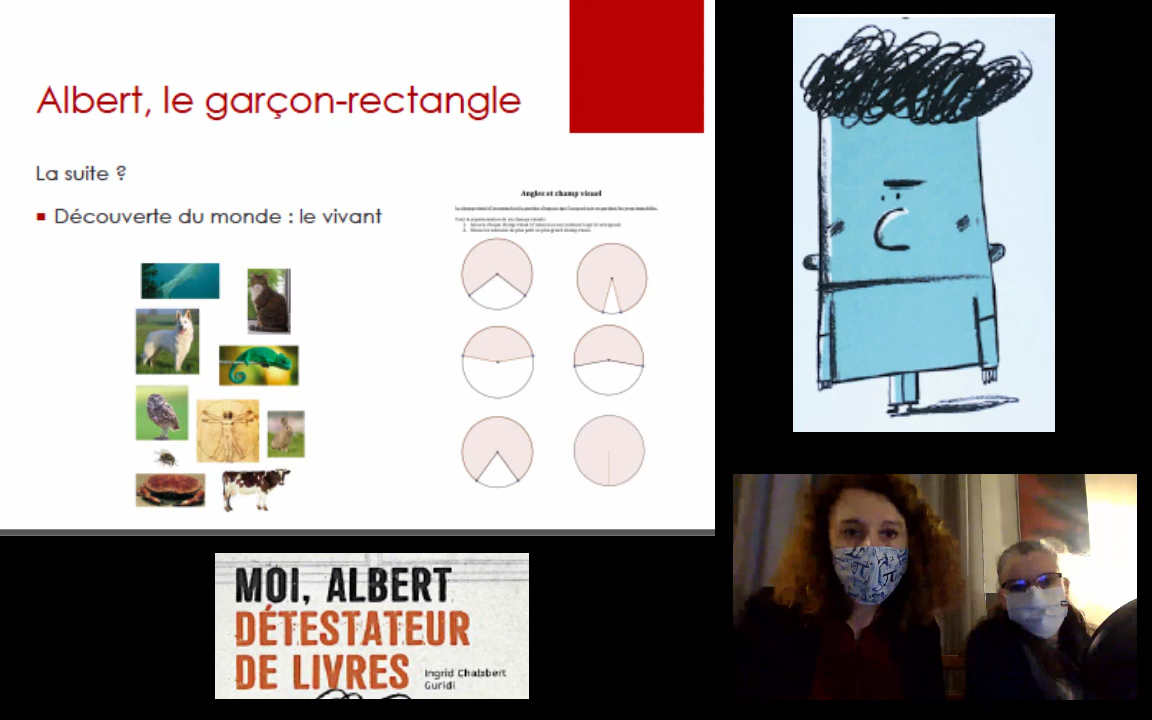 Albert, le garçon-rectangle
La suite ?
Découverte du monde : le vivant
Angles et champ visuel
MOI, ALBERT
DÉTESTATEUR
DE LIVRES
Ingrid Chabbert
Guridi